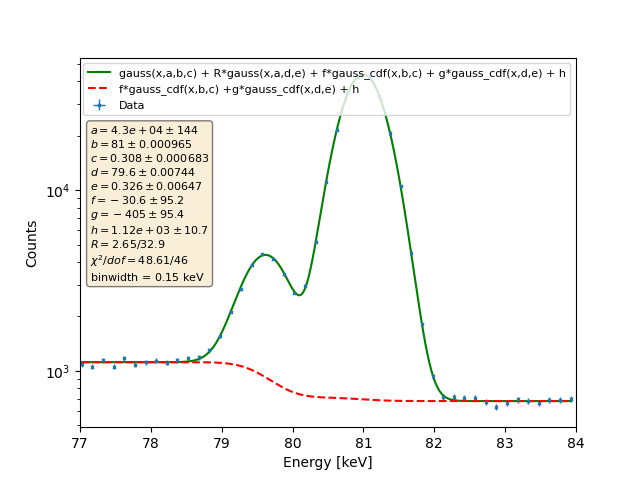 gauss(x,a,b,c) + R*gauss(x,a,d,e) + f*gauss_cdf(x,b,c) + g*gauss_cdf(x,d,e) + h
f*gauss_cdf(x,b,c) +g*gauss_cdf(x,d,e) + h
Data
a = 4.3e + 04 ± 144
b = 81 ± 0.000965
c = 0.308 ± 0.000683
d = 79.6 ± 0.00744
e = 0.326 ± 0.00647
f = − 30.6 ± 95.2
g = − 405 ± 95.4
h = 1.12e + 03 ± 10.7
R = 2.65/32.9
χ²/dof = 48.61/46
binwidth = 0.15 keV
10⁴
10³
Counts
77 78 79 80 81 82 83 84
Energy [keV]